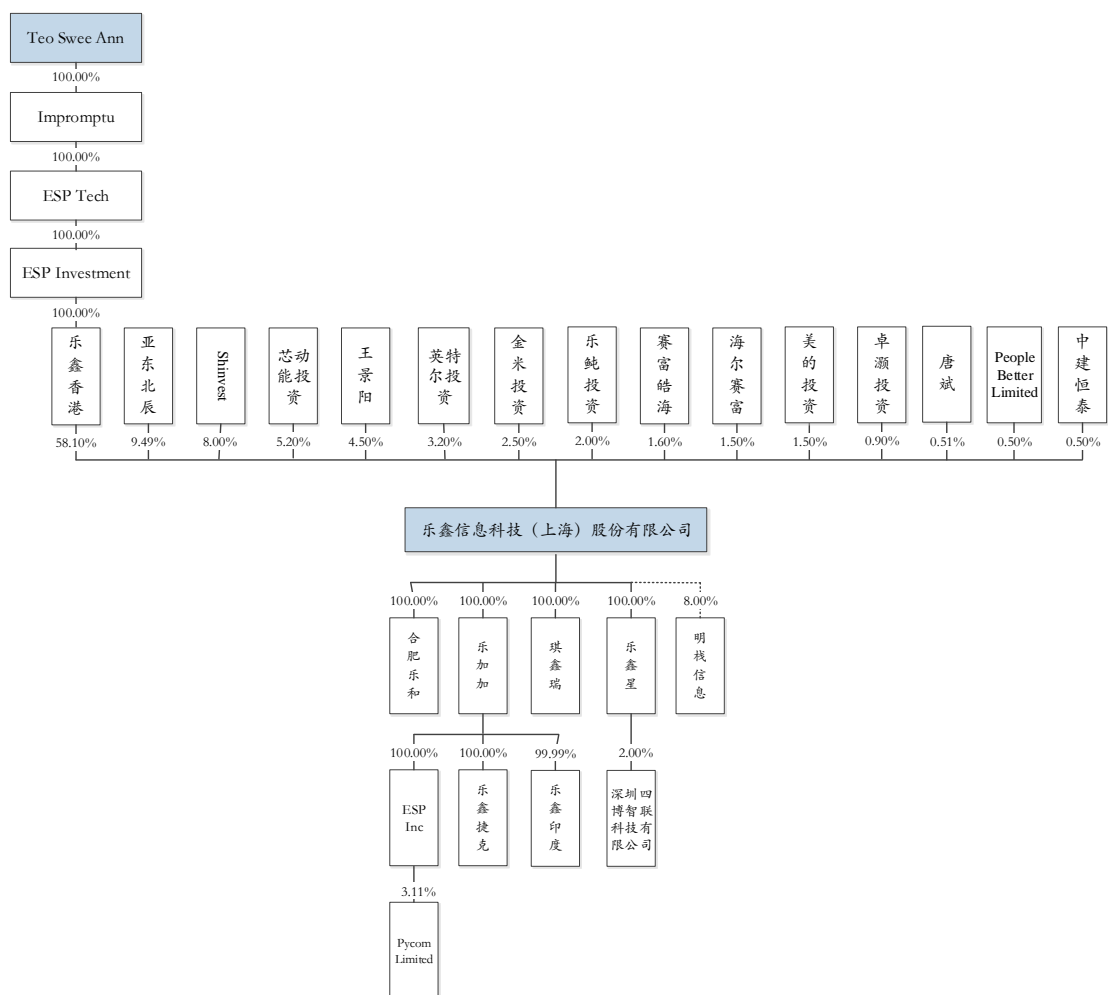 Teo Swee Ann
100.00%
Impromptu
100.00%
ESP Tech
100.00%
ESP Investment
100.00%
乐鑫香港
亚东北辰
Shinvest
芯动能投资
王景阳
英特尔投资
金米投资
乐鲀投资
赛富皓海
海尔赛富
美的投资
卓灏投资
唐斌
People
Better
Limited
中建恒泰
58.10%
9.49%
8.00%
5.20%
4.50%
3.20%
2.50%
2.00%
1.60%
1.50%
1.50%
0.90%
0.51%
0.50%
0.50%
乐鑫信息科技（上海）股份有限公司
100.00%
100.00%
100.00%
100.00%
8.00%
合肥乐和
乐加加
琪鑫瑞
乐鑫星
明栈信息
100.00%
100.00%
99.99%
2.00%
ESP
Inc
乐鑫捷克
乐鑫印度
深圳四
博智联
科技有
限公司
3.11%
Pycom
Limited